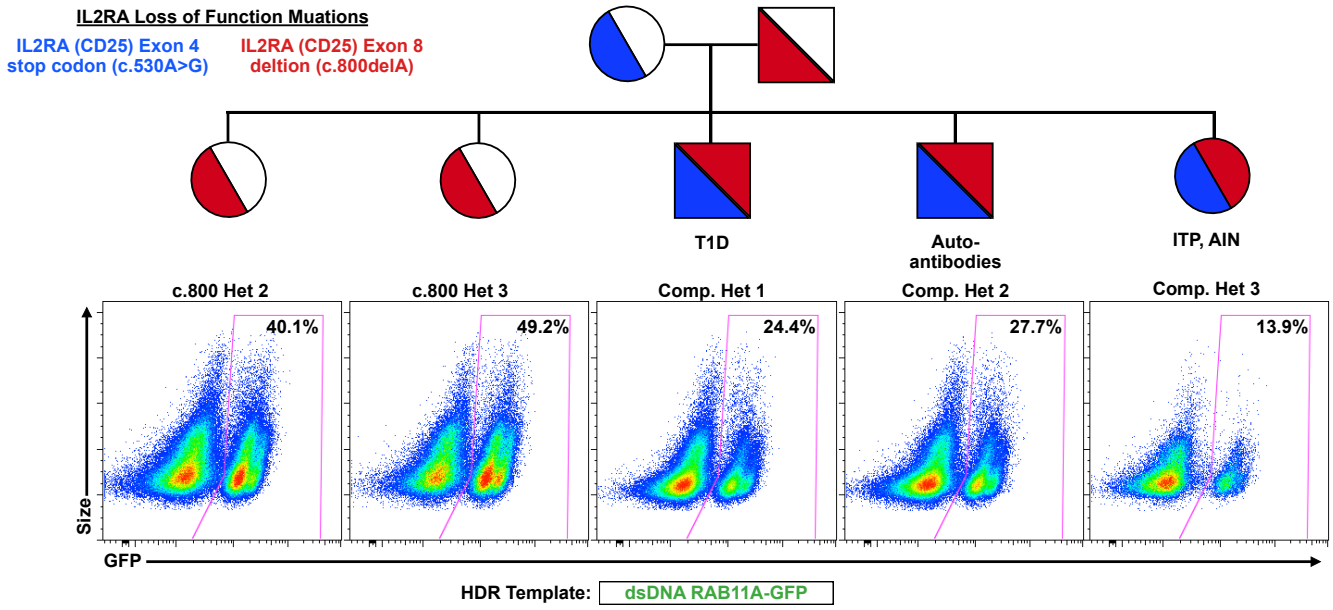 IL2RA Loss of Function Muations
IL2RA (CD25) Exon 4
stop codon (c.530A>G)
IL2RA (CD25) Exon 8
deltion (c.800delA)
T1D
Auto-
antibodies
ITP, AIN
c.800 Het 2
c.800 Het 3
Comp. Het 1
Comp. Het 2
Comp. Het 3
40.1%
49.2%
24.4%
27.7%
13.9%
Size
GFP
HDR Template:
dsDNA RAB11A-GFP